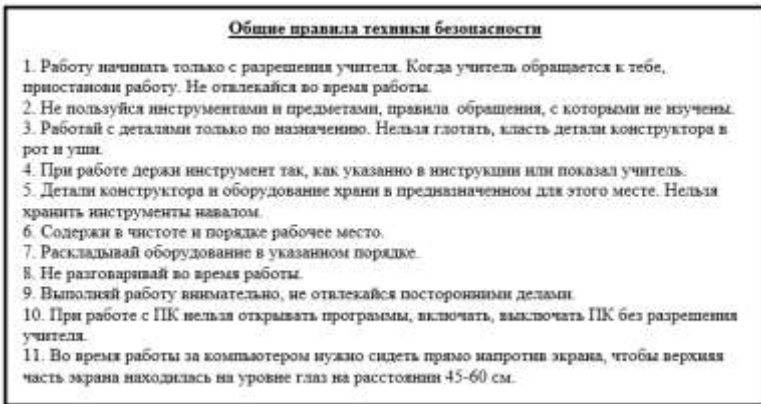 Общие правила техники безопасности
1. Работу начинать только с разрешения учителя. Когда учитель обращается к тебе,
приостанови работу. Не отвлекайся во время работы.
2. Не пользуйся инструментами и предметами, правила обращения, с которыми не изучены.
3. Работай с деталями только по назначению. Нельзя глотать, класть детали конструктора в
рот и уши.
4. При работе держи инструмент так, как указанно в инструкции или показал учитель.
5. Детали конструктора и оборудование храни в предназначенном для этого месте. Нельзя
хранить инструменты навалом.
6. Содержи в чистоте и порядке рабочее место.
7. Раскладывай оборудование в указанном порядке.
8. Не разговаривай во время работы.
9. Выполняй работу внимательно, не отвлекайся посторонними делами.
10. При работе с ПК нельзя открывать программы, включать, выключать ПК без разрешения
учителя.
11. Во время работы за компьютером нужно сидеть прямо напротив экрана, чтобы верхняя
часть экрана находилась на уровне глаз на расстоянии 45-60 см.